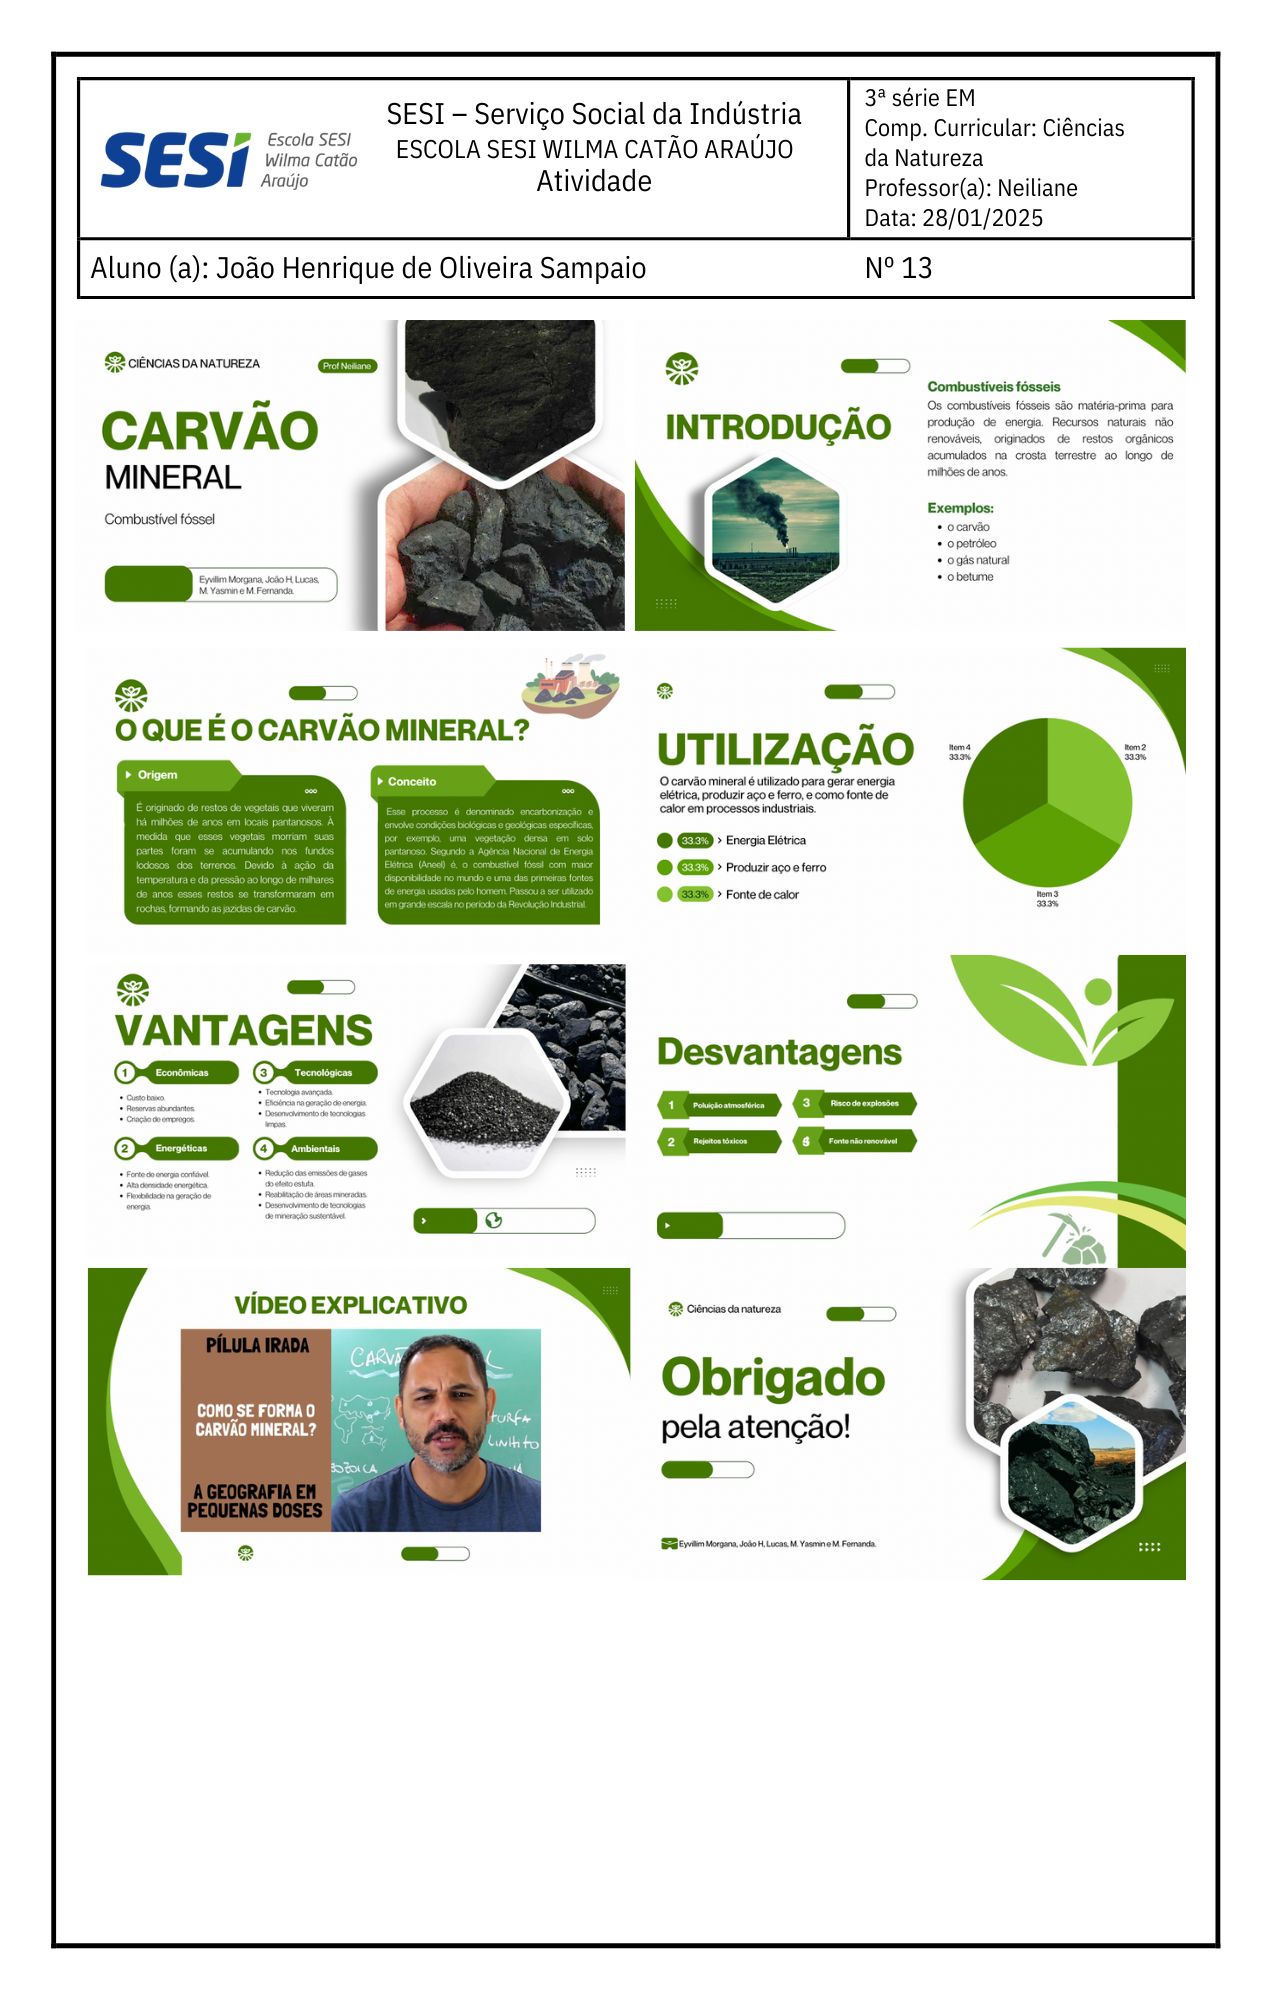 SESI
Escola SESI
Wilma Catão
Araújo
SESI – Serviço Social da Indústria
ESCOLA SESI WILMA CATÃO ARAÚJO
Atividade
3ª série EM
Comp. Curricular: Ciências
da Natureza
Professor(a): Neiliane
Data: 28/01/2025
Aluno (a): João Henrique de Oliveira Sampaio
Nº 13
CIÊNCIAS DA NATUREZA
Prof Neiliane
CARVÃO
MINERAL
Combustível fóssel
Eyvillim Morgana, João H, Lucas,
M. Yasmin e M. Fernanda.
INTRODUÇÃO
Combustíveis fósseis
Os combustíveis fósseis são matéria-prima para
produção de energia. Recursos naturais não
renováveis, originados de restos orgânicos
acumulados na crosta terrestre ao longo de
milhões de anos.
Exemplos:
• o carvão
• o petróleo
• o gás natural
• o betume
O QUE É O CARVÃO MINERAL?
Origem
É originado de restos de vegetais que viveram
há milhões de anos em locais pantanosos. À
medida que esses vegetais morriam suas
partes foram se acumulando nos fundos
lodosos dos terrenos. Devido à ação da
temperatura e da pressão ao longo de milhares
de anos esses restos se transformaram em
rochas, formando as jazidas de carvão.
Conceito
Esse processo é denominado encarbonização e
envolve condições biológicas e geológicas específicas,
por exemplo, uma vegetação densa em solo
pantanoso. Segundo a Agência Nacional de Energia
Elétrica (Aneel) é, o combustível fóssil com maior
disponibilidade no mundo e uma das primeiras fontes
de energia usadas pelo homem. Passou a ser utilizado
em grande escala no período da Revolução Industrial.
UTILIZAÇÃO
O carvão mineral é utilizado para gerar energia
elétrica, produzir aço e ferro, e como fonte de
calor em processos industriais.
33.3% > Energia Elétrica
33.3% > Produzir aço e ferro
33.3% > Fonte de calor
Item 4
33.3%
Item 2
33.3%
Item 3
33.3%
VANTAGENS
1 Econômicas
• Custo baixo.
• Reservas abundantes.
• Criação de empregos.
2 Energéticas
• Fonte de energia confiável.
• Alta densidade energética.
• Flexibilidade na geração de
energia.
3 Tecnológicas
• Tecnologia avançada.
• Eficiência na geração de energia.
• Desenvolvimento de tecnologias
limpas.
4 Ambientais
• Redução das emissões de gases
do efeito estufa.
• Reabilitação de áreas mineradas.
• Desenvolvimento de tecnologias
de mineração sustentável.
Desvantagens
1 Poluição atmosférica
2 Rejeitos tóxicos
3 Risco de explosões
Fonte não renovável
VÍDEO EXPLICATIVO
PÍLULA IRADA
COMO SE FORMA O
CARVÃO MINERAL?
A GEOGRAFIA EM
PEQUENAS DOSES
TURFA
LINHITO
Ciências da natureza
Obrigado
pela atenção!
Eyvillim Morgana, João H, Lucas, M. Yasmin e M. Fernanda.